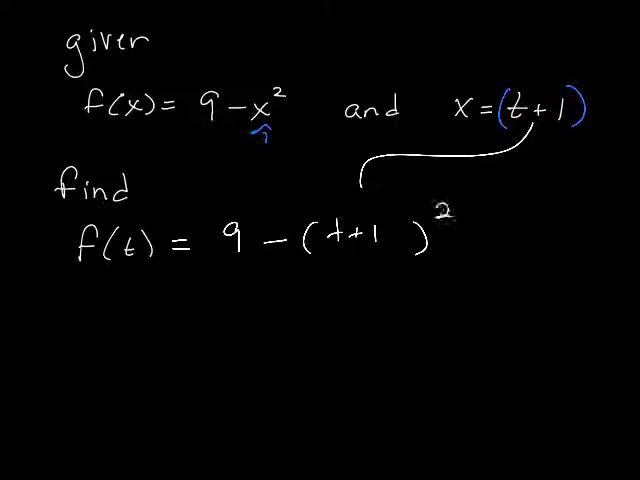 given
f(x) = 9 - x² and x = (t + 1)
find
f(t) = 9 - (t+1 )²